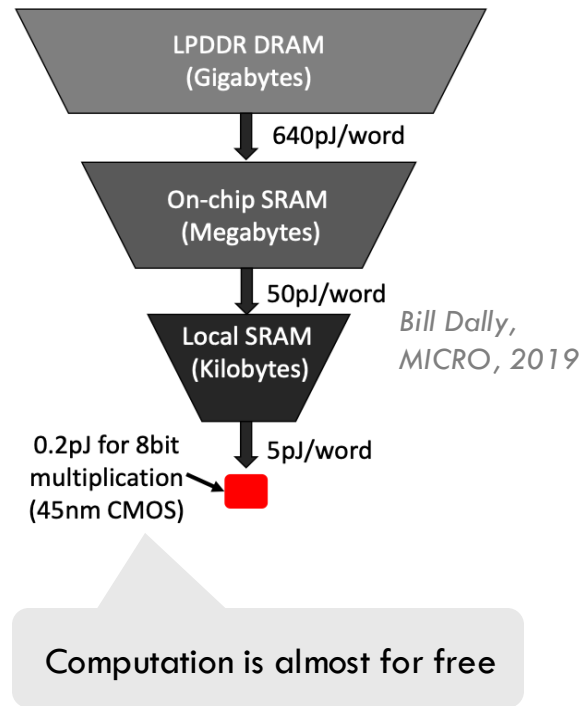 LPDDR DRAM
(Gigabytes)
640pJ/word
On-chip SRAM
(Megabytes)
50pJ/word
Bill Dally,
MICRO, 2019
Local SRAM
(Kilobytes)
5pJ/word
0.2pJ for 8bit
multiplication
(45nm CMOS)
Computation is almost for free